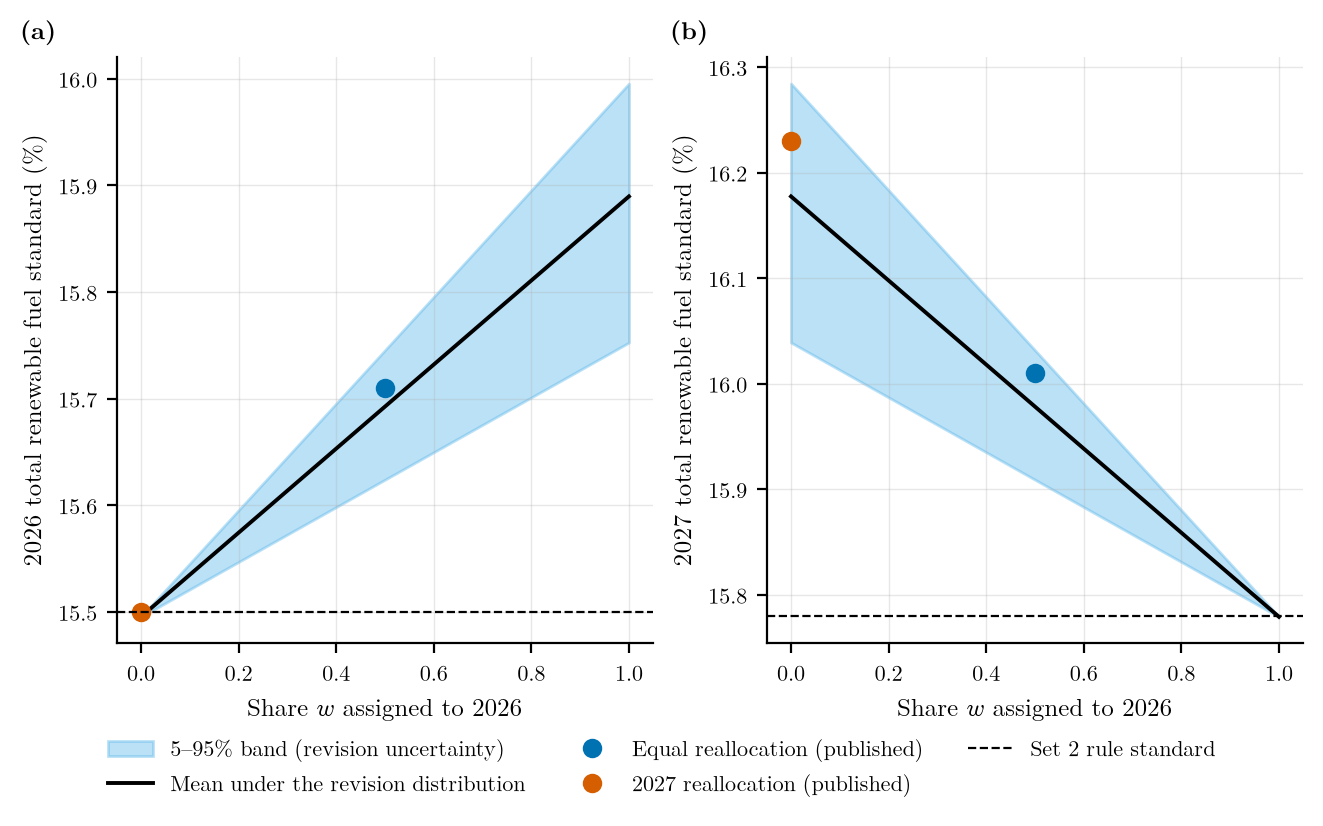 (a)
2026 total renewable fuel standard (%)
16.0
15.9
15.8
15.7
15.6
15.5
0.0 0.2 0.4 0.6 0.8 1.0
Share w assigned to 2026
(b)
2027 total renewable fuel standard (%)
16.3
16.2
16.1
16.0
15.9
15.8
0.0 0.2 0.4 0.6 0.8 1.0
Share w assigned to 2026
5–95% band (revision uncertainty)
Mean under the revision distribution
Equal reallocation (published)
2027 reallocation (published)
Set 2 rule standard